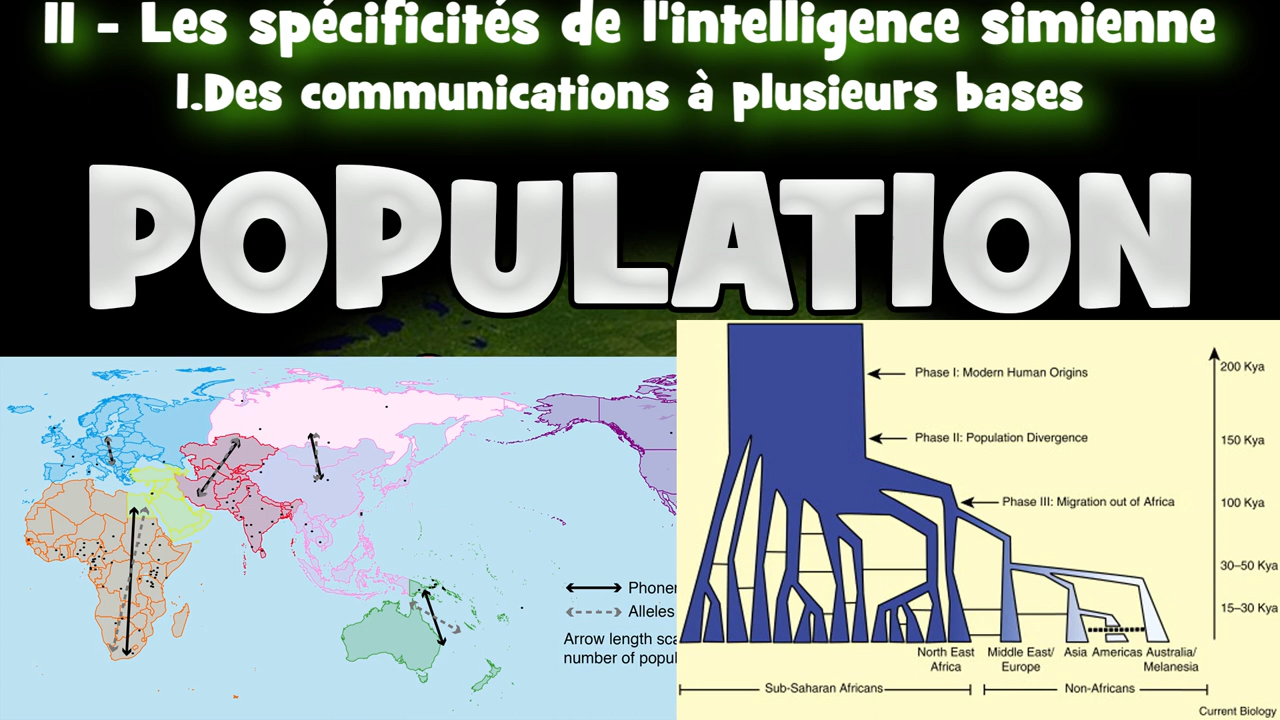 II - Les spécificités de l'intelligence simienne
1.Des communications à plusieurs bases
POPULATION
Alleles
Arrow length
number of
Phase I: Modern Human Origins
Phase II: Population Divergence
Phase III: Migration out of Africa
200 Kya
150 Kya
100 Kya
30–50 Kya
15–30 Kya
North East
Africa
Middle East/
Europe
Asia
Americas
Australia/
Melanesia
Sub-Saharan Africans
Non-Africans
Current Biology